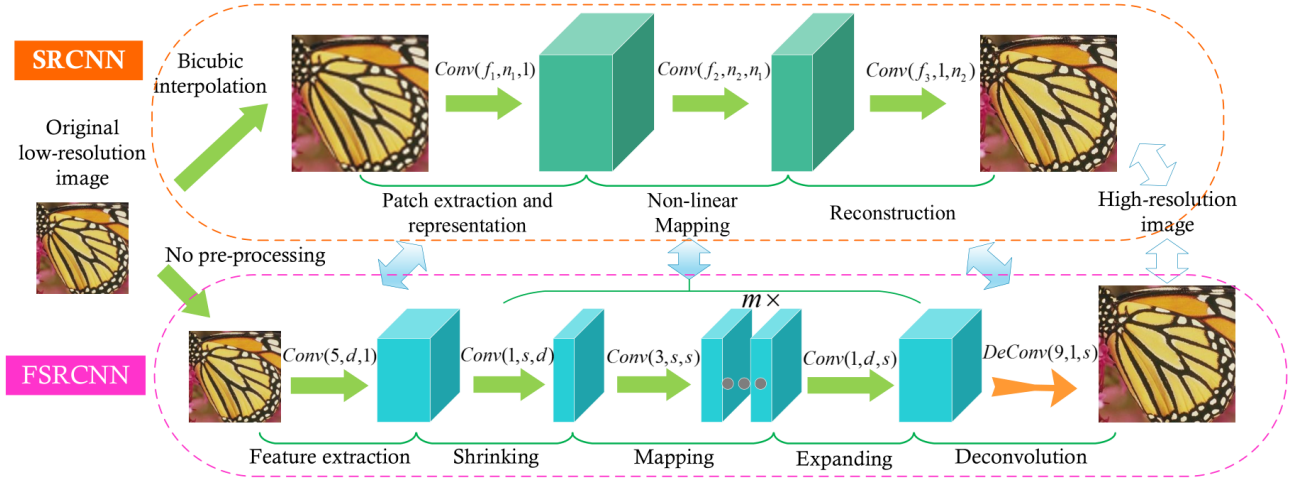 SRCNN
Bicubic
interpolation
Original
low-resolution
image
Conv(f₁,n₁,1)
Conv(f₂,n₂,n₁)
Conv(f₃,1,n₂)
Patch extraction and
representation
Non-linear
Mapping
Reconstruction
High-resolution
image
No pre-processing
FSRCNN
m ×
Conv(5,d,1)
Conv(1,s,d)
Conv(3,s,s)
Conv(1,d,s)
DeConv(9,1,s)
Feature extraction
Shrinking
Mapping
Expanding
Deconvolution